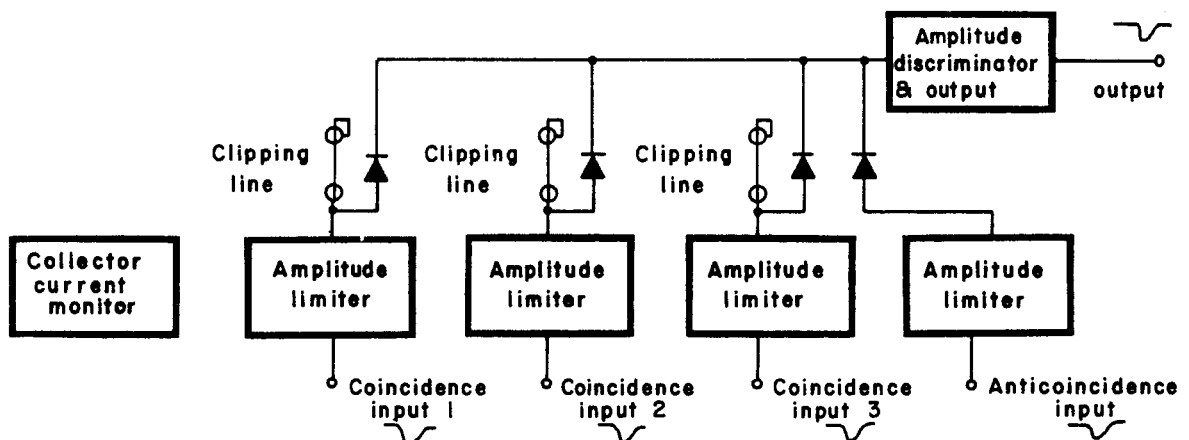 Amplitude
discriminator
& output
output
Clipping
line
Clipping
line
Clipping
line
Collector
current
monitor
Amplitude
limiter
Amplitude
limiter
Amplitude
limiter
Amplitude
limiter
Coincidence
input 1
Coincidence
input 2
Coincidence
input 3
Anticoincidence
input